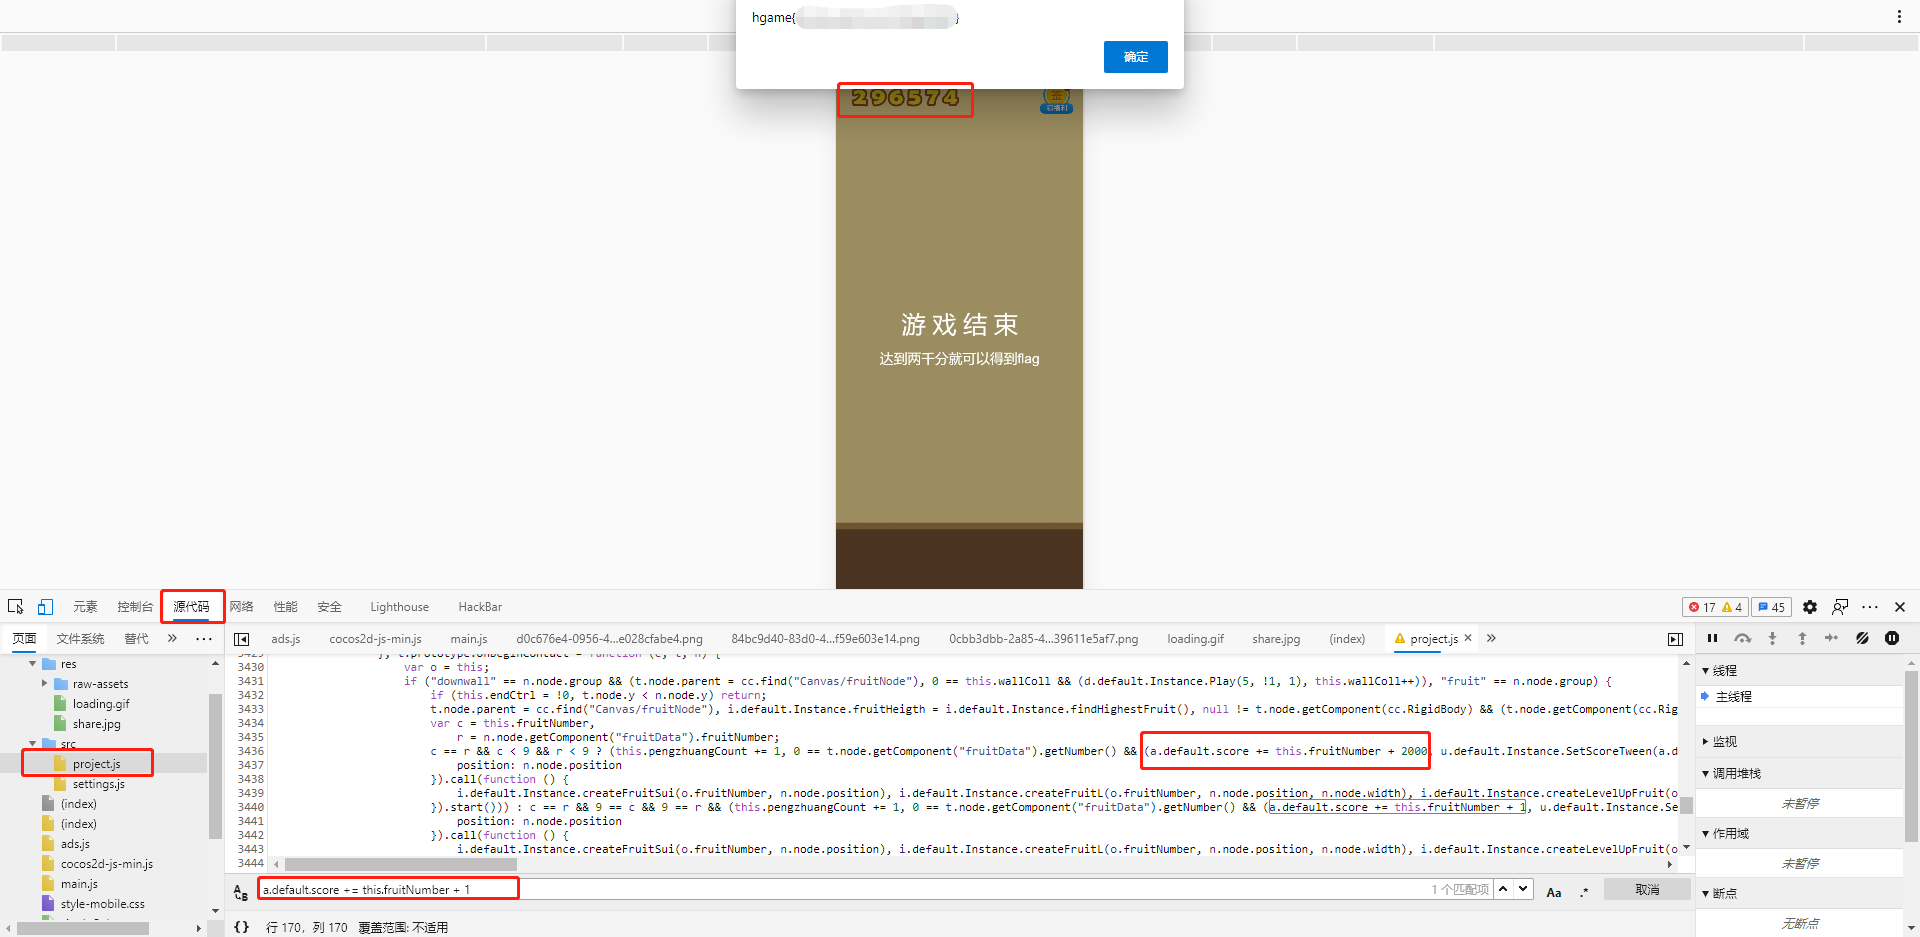 hgame{ }
确定
296574
游戏结束
达到两千分就可以得到flag
元素 控制台 源代码 网络 性能 安全 Lighthouse HackBar 17 4 45
页面 文件系统 替代 ads.js cocos2d-js-min.js main.js d0c676e4-0956-4...e028cfabe4.png 84bc9d40-83d0-4...f59e603e14.png 0cbb3dbb-2a85-4...39611e5af7.png loading.gif share.jpg (index) project.js
res
raw-assets
loading.gif
share.jpg
src
project.js
settings.js
(index)
(index)
ads.js
cocos2d-js-min.js
main.js
style-mobile.css
3429 }, t.prototype.onBeginContact = function (e, t, n) {
3430 var o = this;
3431 if ("downwall" == n.node.group && (t.node.parent = cc.find("Canvas/fruitNode"), 0 == this.wallColl && (d.default.Instance.Play(5, !1, 1), this.wallColl++)), "fruit" == n.node.group) {
3432 if (this.endCtrl = !0, t.node.y < n.node.y) return;
3433 t.node.parent = cc.find("Canvas/fruitNode"), i.default.Instance.fruitHeigth = i.default.Instance.findHighestFruit(), null != t.node.getComponent(cc.RigidBody) && (t.node.getComponent(cc.Rig
3434 var c = this.fruitNumber,
3435 r = n.node.getComponent("fruitData").fruitNumber;
3436 c == r && c < 9 && r < 9 ? (this.pengzhuangCount += 1, 0 == t.node.getComponent("fruitData").getNumber() && (a.default.score += this.fruitNumber + 2000, u.default.Instance.SetScoreTween(a.d
3437 position: n.node.position
3438 }).call(function () {
3439 i.default.Instance.createFruitSui(o.fruitNumber, n.node.position), i.default.Instance.createFruitL(o.fruitNumber, n.node.position, n.node.width), i.default.Instance.createLevelUpFruit(o
3440 }).start())) : c == r && 9 == c && 9 == r && (this.pengzhuangCount += 1, 0 == t.node.getComponent("fruitData").getNumber() && (a.default.score += this.fruitNumber + 1, u.default.Instance.Se
3441 position: n.node.position
3442 }).call(function () {
3443 i.default.Instance.createFruitSui(o.fruitNumber, n.node.position), i.default.Instance.createFruitL(o.fruitNumber, n.node.position, n.node.width), i.default.Instance.createLevelUpFruit(o
3444
a.default.score += this.fruitNumber + 1 1 个匹配项 Aa .* 取消
{} 行 170，列 170 覆盖范围: 不适用
线程
主线程
监视
调用堆栈
未暂停
作用域
未暂停
断点
无断点